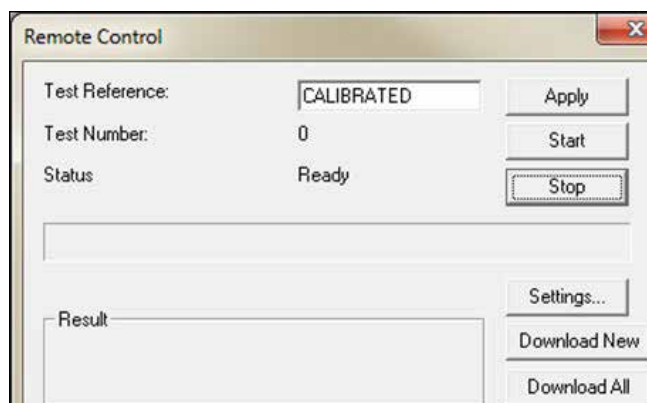 Remote Control
X
Test Reference:
CALIBRATED
Apply
Test Number:
0
Start
Status
Ready
Stop
Settings...
Result
Download New
Download All